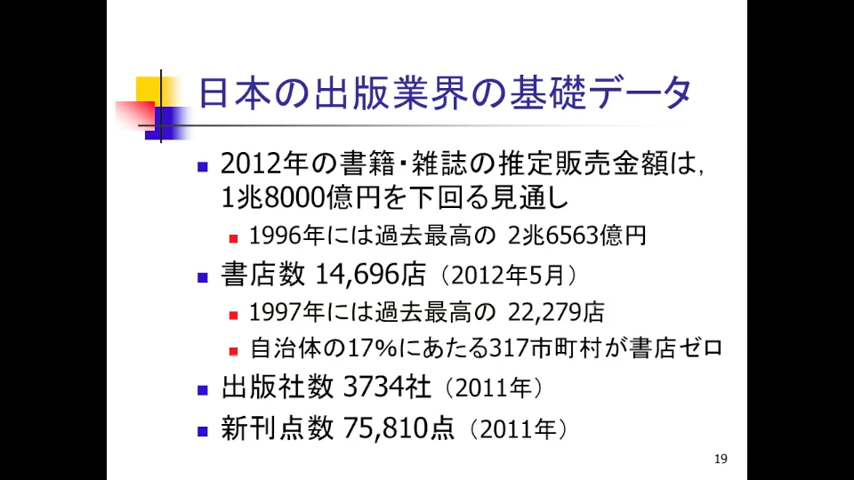 日本の出版業界の基礎データ
2012年の書籍・雑誌の推定販売金額は,
1兆8000億円を下回る見通し
1996年には過去最高の 2兆6563億円
書店数 14,696店（2012年5月）
1997年には過去最高の 22,279店
自治体の17%にあたる317市町村が書店ゼロ
出版社数 3734社（2011年）
新刊点数 75,810点（2011年）
19